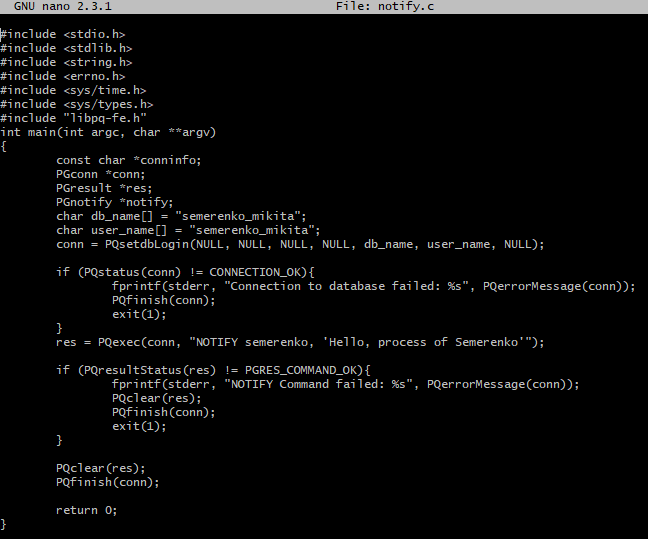 GNU nano 2.3.1 File: notify.c
#include <stdio.h>
#include <stdlib.h>
#include <string.h>
#include <errno.h>
#include <sys/time.h>
#include <sys/types.h>
#include "libpq-fe.h"
int main(int argc, char **argv)
{
        const char *conninfo;
        PGconn *conn;
        PGresult *res;
        PGnotify *notify;
        char db_name[] = "semerenko_mikita";
        char user_name[] = "semerenko_mikita";
        conn = PQsetdbLogin(NULL, NULL, NULL, NULL, db_name, user_name, NULL);

        if (PQstatus(conn) != CONNECTION_OK){
                fprintf(stderr, "Connection to database failed: %s", PQerrorMessage(conn));
                PQfinish(conn);
                exit(1);
        }
        res = PQexec(conn, "NOTIFY semerenko, 'Hello, process of Semerenko'");

        if (PQresultStatus(res) != PGRES_COMMAND_OK){
                fprintf(stderr, "NOTIFY Command failed: %s", PQerrorMessage(conn));
                PQclear(res);
                PQfinish(conn);
                exit(1);
        }

        PQclear(res);
        PQfinish(conn);

        return 0;
}